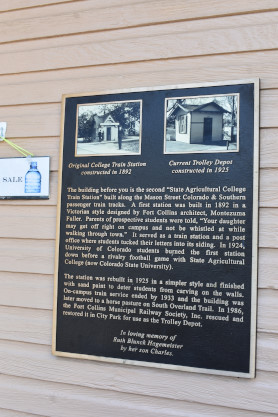 Original College Train Station
constructed in 1892
Current Trolley Depot
constructed in 1925
SALE
The building before you is the second "State Agricultural College
Train Station" built along the Mason Street Colorado & Southern
passenger train tracks. A first station was built in 1892 in a
Victorian style designed by Fort Collins architect, Montezuma
Fuller. Parents of prospective students were told, "Your daughter
may get right off on campus and not be whistled at while
walking through town." It served as a train station and a post
office where students tucked their letters into its siding. In 1924,
University of Colorado students burned the first station
down before a rivalry football game with State Agricultural
College (now Colorado State University).
The station was rebuilt in 1925 in a simpler style and finished
with sand paint to deter students from carving on the walls.
On-campus train service ended by 1933 and the building was
later moved to a horse pasture on South Overland Trail. In 1986,
the Fort Collins Municipal Railway Society, Inc. rescued and
restored it in City Park for use as the Trolley Depot.
In loving memory of
Ruth Blunck Hagemeister
by her son Charles.